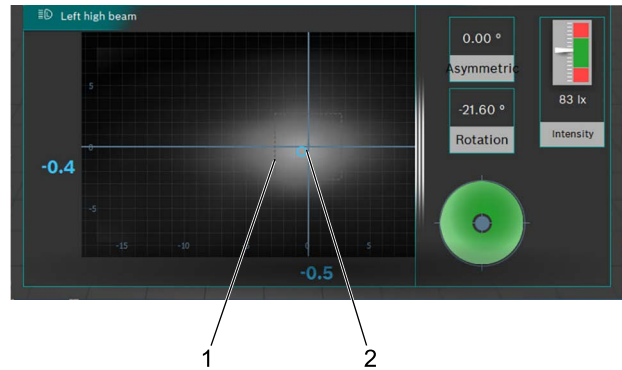 Left high beam
0.00 °
Asymmetric
-21.60 °
Rotation
83 lx
Intensity
5
0
-5
-15
-10
0
5
-0.4
-0.5
1
2